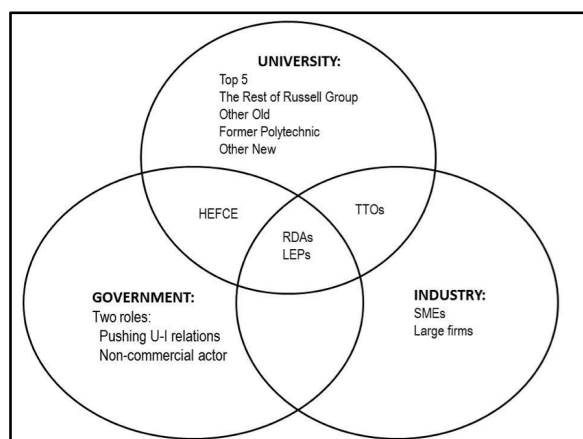 UNIVERSITY:
Top 5
The Rest of Russell Group
Other Old
Former Polytechnic
Other New
HEFCE
TTOs
RDAs
LEPs
GOVERNMENT:
Two roles:
Pushing U-I relations
Non-commercial actor
INDUSTRY:
SMEs
Large firms